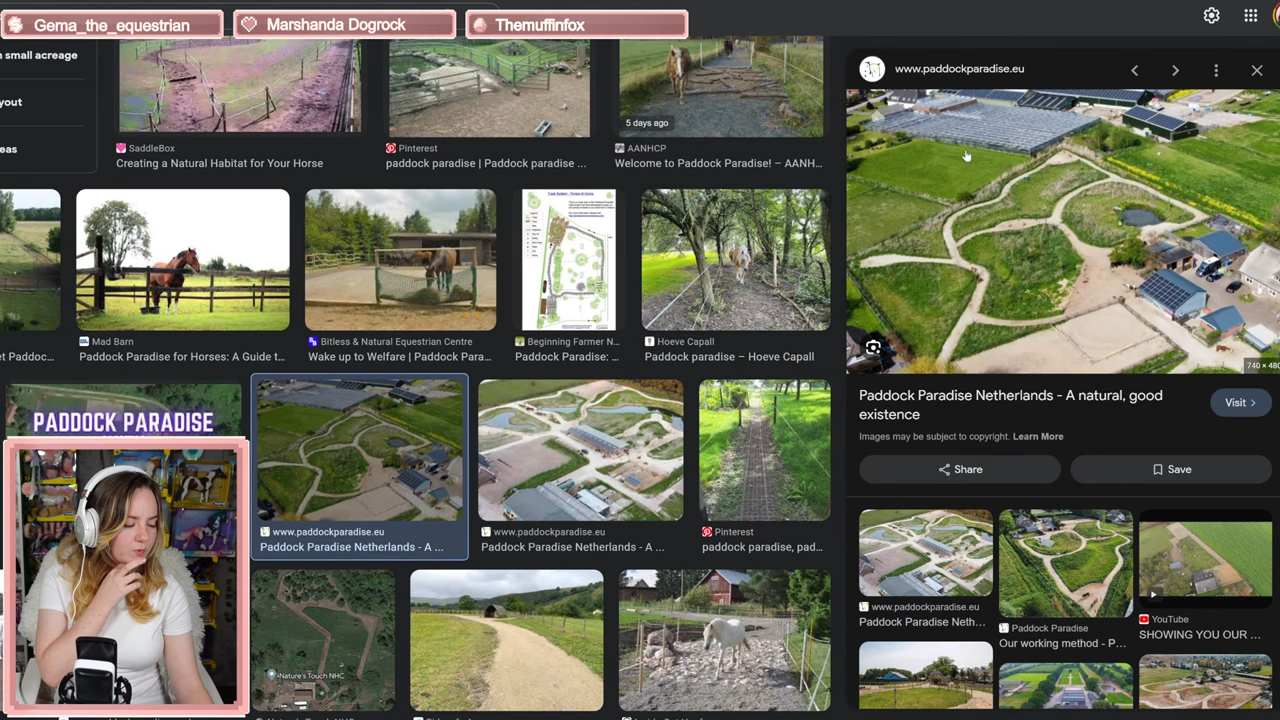 Gema_the_equestrian
Marshanda Dogrock
Themuffinfox
n small acreage
yout
eas
5 days ago
SaddleBox
Creating a Natural Habitat for Your Horse
Pinterest
paddock paradise | Paddock paradise ...
AANHCP
Welcome to Paddock Paradise! – AANH...
et Paddoc...
Mad Barn
Paddock Paradise for Horses: A Guide t...
Bitless & Natural Equestrian Centre
Wake up to Welfare | Paddock Para...
Beginning Farmer N...
Paddock Paradise: ...
Hoeve Capall
Paddock paradise – Hoeve Capall
PADDOCK PARADISE
www.paddockparadise.eu
Paddock Paradise Netherlands - A ...
www.paddockparadise.eu
Paddock Paradise Netherlands - A ...
Pinterest
paddock paradise, pad...
Nature's Touch NHC
www.paddockparadise.eu
740 × 480
Paddock Paradise Netherlands - A natural, good
existence
Visit
Images may be subject to copyright. Learn More
Share
Save
www.paddockparadise.eu
Paddock Paradise Neth...
Paddock Paradise
Our working method - P...
YouTube
SHOWING YOU OUR ...